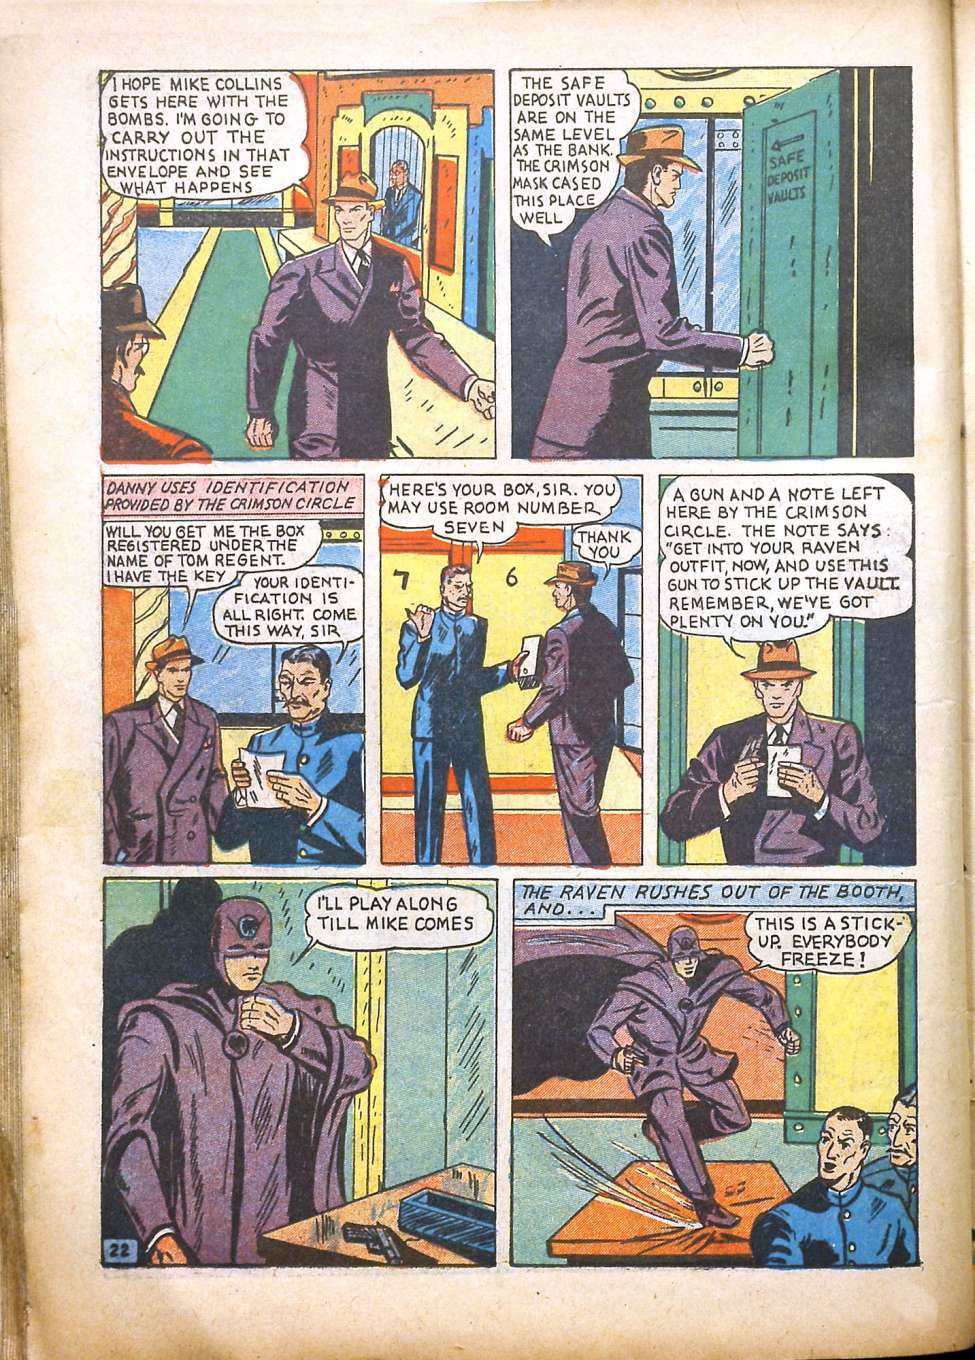 I HOPE MIKE COLLINS
GETS HERE WITH THE
BOMBS. I'M GOING TO
CARRY OUT THE
INSTRUCTIONS IN THAT
ENVELOPE AND SEE
WHAT HAPPENS
THE SAFE
DEPOSIT VAULTS
ARE ON THE
SAME LEVEL
AS THE BANK.
THE CRIMSON
MASK CASED
THIS PLACE
WELL
SAFE
DEPOSIT
VAULTS
DANNY USES IDENTIFICATION
PROVIDED BY THE CRIMSON CIRCLE
WILL YOU GET ME THE BOX
REGISTERED UNDER THE
NAME OF TOM REGENT.
I HAVE THE KEY
YOUR IDENTI-
FICATION IS
ALL RIGHT. COME
THIS WAY, SIR
HERE'S YOUR BOX, SIR. YOU
MAY USE ROOM NUMBER
SEVEN
THANK
YOU
7 6
A GUN AND A NOTE LEFT
HERE BY THE CRIMSON
CIRCLE. THE NOTE SAYS:
"GET INTO YOUR RAVEN
OUTFIT, NOW, AND USE THIS
GUN TO STICK UP THE VAULT.
REMEMBER, WE'VE GOT
PLENTY ON YOU."
I'LL PLAY ALONG
TILL MIKE COMES
22
THE RAVEN RUSHES OUT OF THE BOOTH,
AND...
THIS IS A STICK-
UP. EVERYBODY
FREEZE!